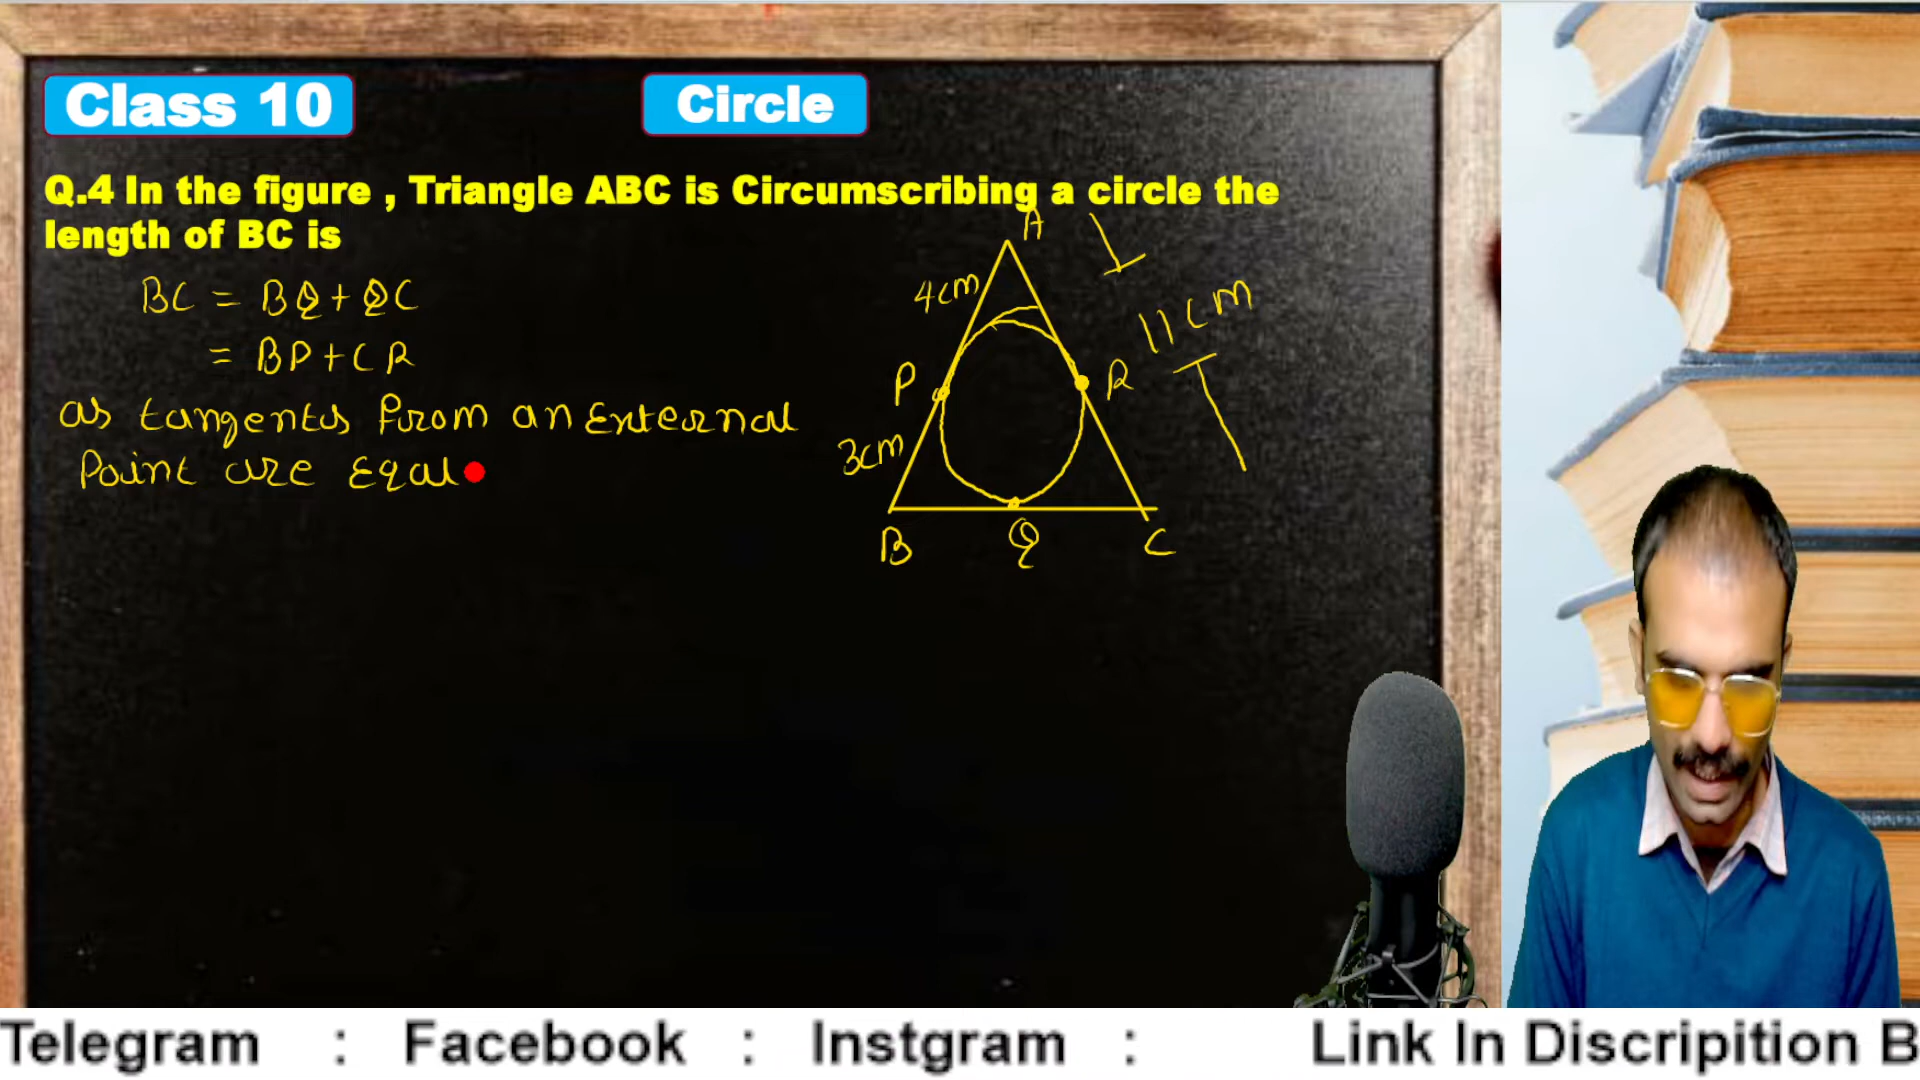 Class 10
Circle
Q.4 In the figure , Triangle ABC is Circumscribing a circle the
length of BC is
BC = BQ + QC
= BP + CR
as tangents from an External
Point are Equal
A
4cm
11cm
P
R
3cm
B
Q
C
Telegram : Facebook : Instgram : Link In Discripition B